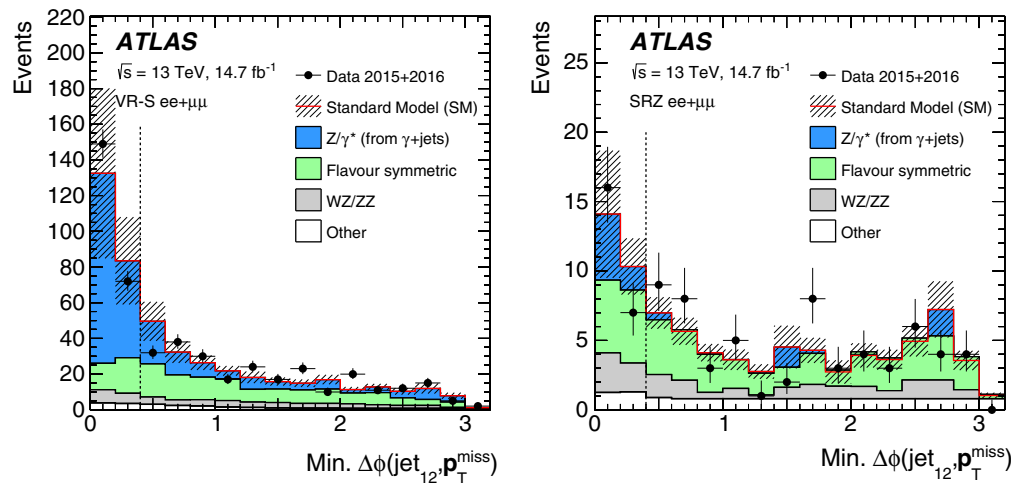 Events
220
200
180
160
140
120
100
80
60
40
20
0
ATLAS
√s = 13 TeV, 14.7 fb⁻¹
VR-S ee+μμ
Data 2015+2016
Standard Model (SM)
Z/γ* (from γ+jets)
Flavour symmetric
WZ/ZZ
Other
0 1 2 3
Min. Δϕ(jet₁₂,p_T^miss)
Events
25
20
15
10
5
0
ATLAS
√s = 13 TeV, 14.7 fb⁻¹
SRZ ee+μμ
Data 2015+2016
Standard Model (SM)
Z/γ* (from γ+jets)
Flavour symmetric
WZ/ZZ
Other
0 1 2 3
Min. Δϕ(jet₁₂,p_T^miss)